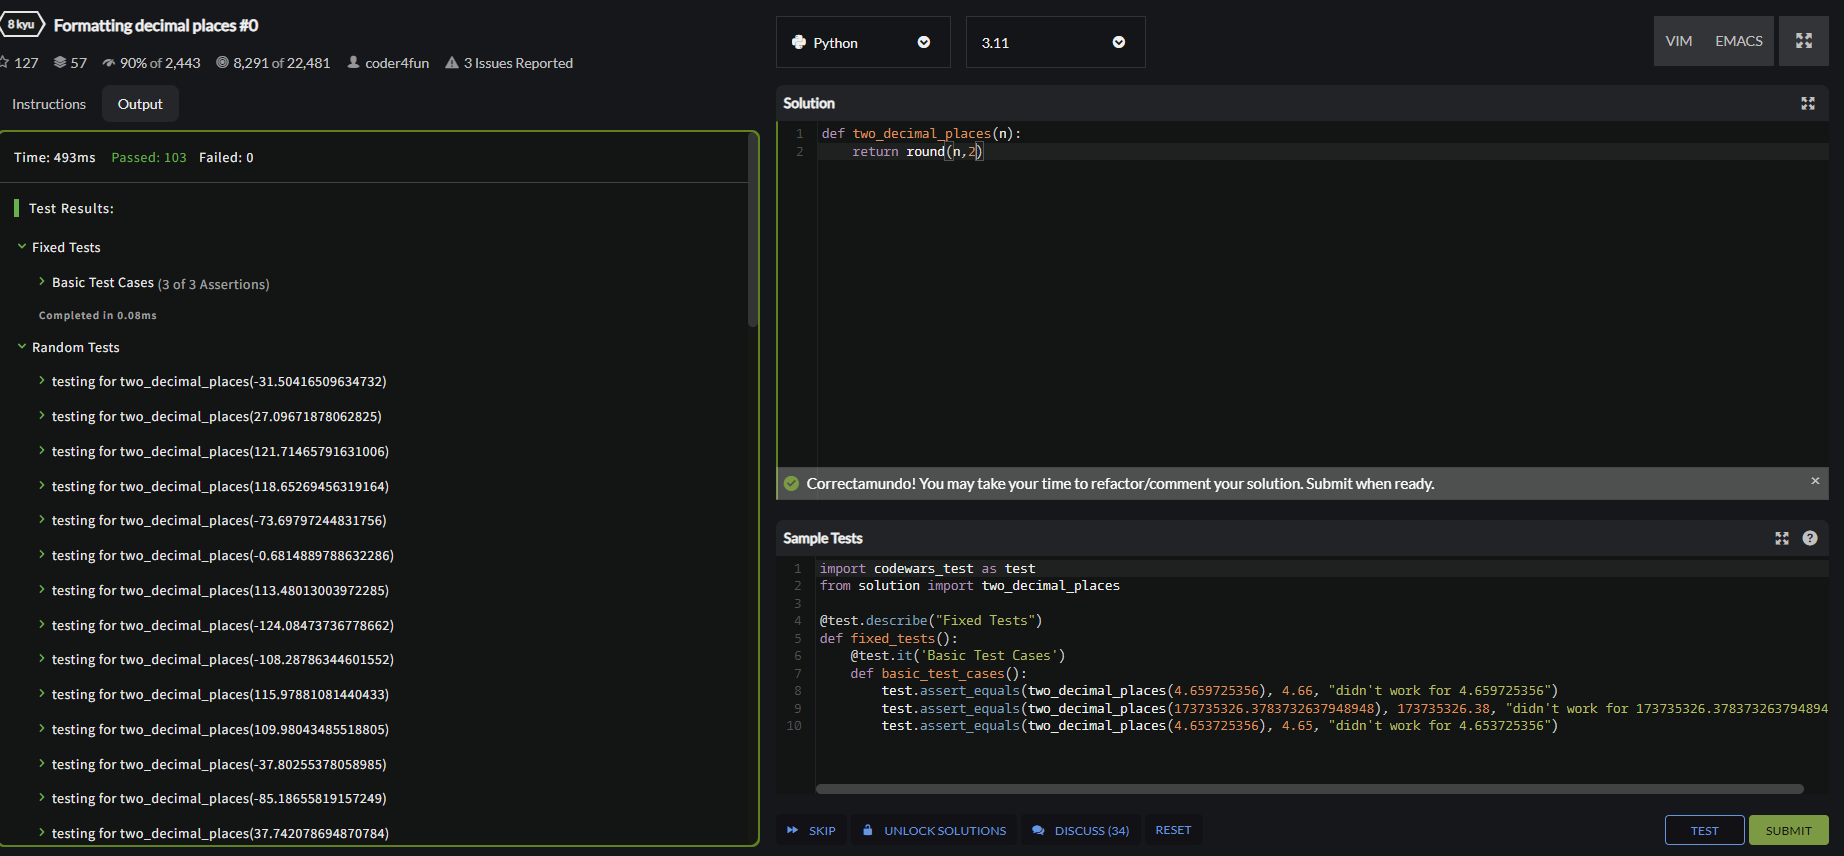 8 kyu Formatting decimal places #0
127 57 90% of 2,443 8,291 of 22,481 coder4fun 3 Issues Reported
Instructions Output
Time: 493ms Passed: 103 Failed: 0
Test Results:
Fixed Tests
Basic Test Cases (3 of 3 Assertions)
Completed in 0.08ms
Random Tests
testing for two_decimal_places(-31.50416509634732)
testing for two_decimal_places(27.09671878062825)
testing for two_decimal_places(121.71465791631006)
testing for two_decimal_places(118.65269456319164)
testing for two_decimal_places(-73.69797244831756)
testing for two_decimal_places(-0.6814889788632286)
testing for two_decimal_places(113.48013003972285)
testing for two_decimal_places(-124.08473736778662)
testing for two_decimal_places(-108.28786344601552)
testing for two_decimal_places(115.97881081440433)
testing for two_decimal_places(109.98043485518805)
testing for two_decimal_places(-37.80255378058985)
testing for two_decimal_places(-85.18655819157249)
testing for two_decimal_places(37.742078694870784)
Python 3.11 VIM EMACS
Solution
1 def two_decimal_places(n):
2 return round(n,2)
Correctamundo! You may take your time to refactor/comment your solution. Submit when ready.
Sample Tests
1 import codewars_test as test
2 from solution import two_decimal_places
3
4 @test.describe("Fixed Tests")
5 def fixed_tests():
6 @test.it('Basic Test Cases')
7 def basic_test_cases():
8 test.assert_equals(two_decimal_places(4.659725356), 4.66, "didn't work for 4.659725356")
9 test.assert_equals(two_decimal_places(173735326.3783732637948948), 173735326.38, "didn't work for 173735326.378373263794894
10 test.assert_equals(two_decimal_places(4.653725356), 4.65, "didn't work for 4.653725356")
SKIP UNLOCK SOLUTIONS DISCUSS (34) RESET TEST SUBMIT